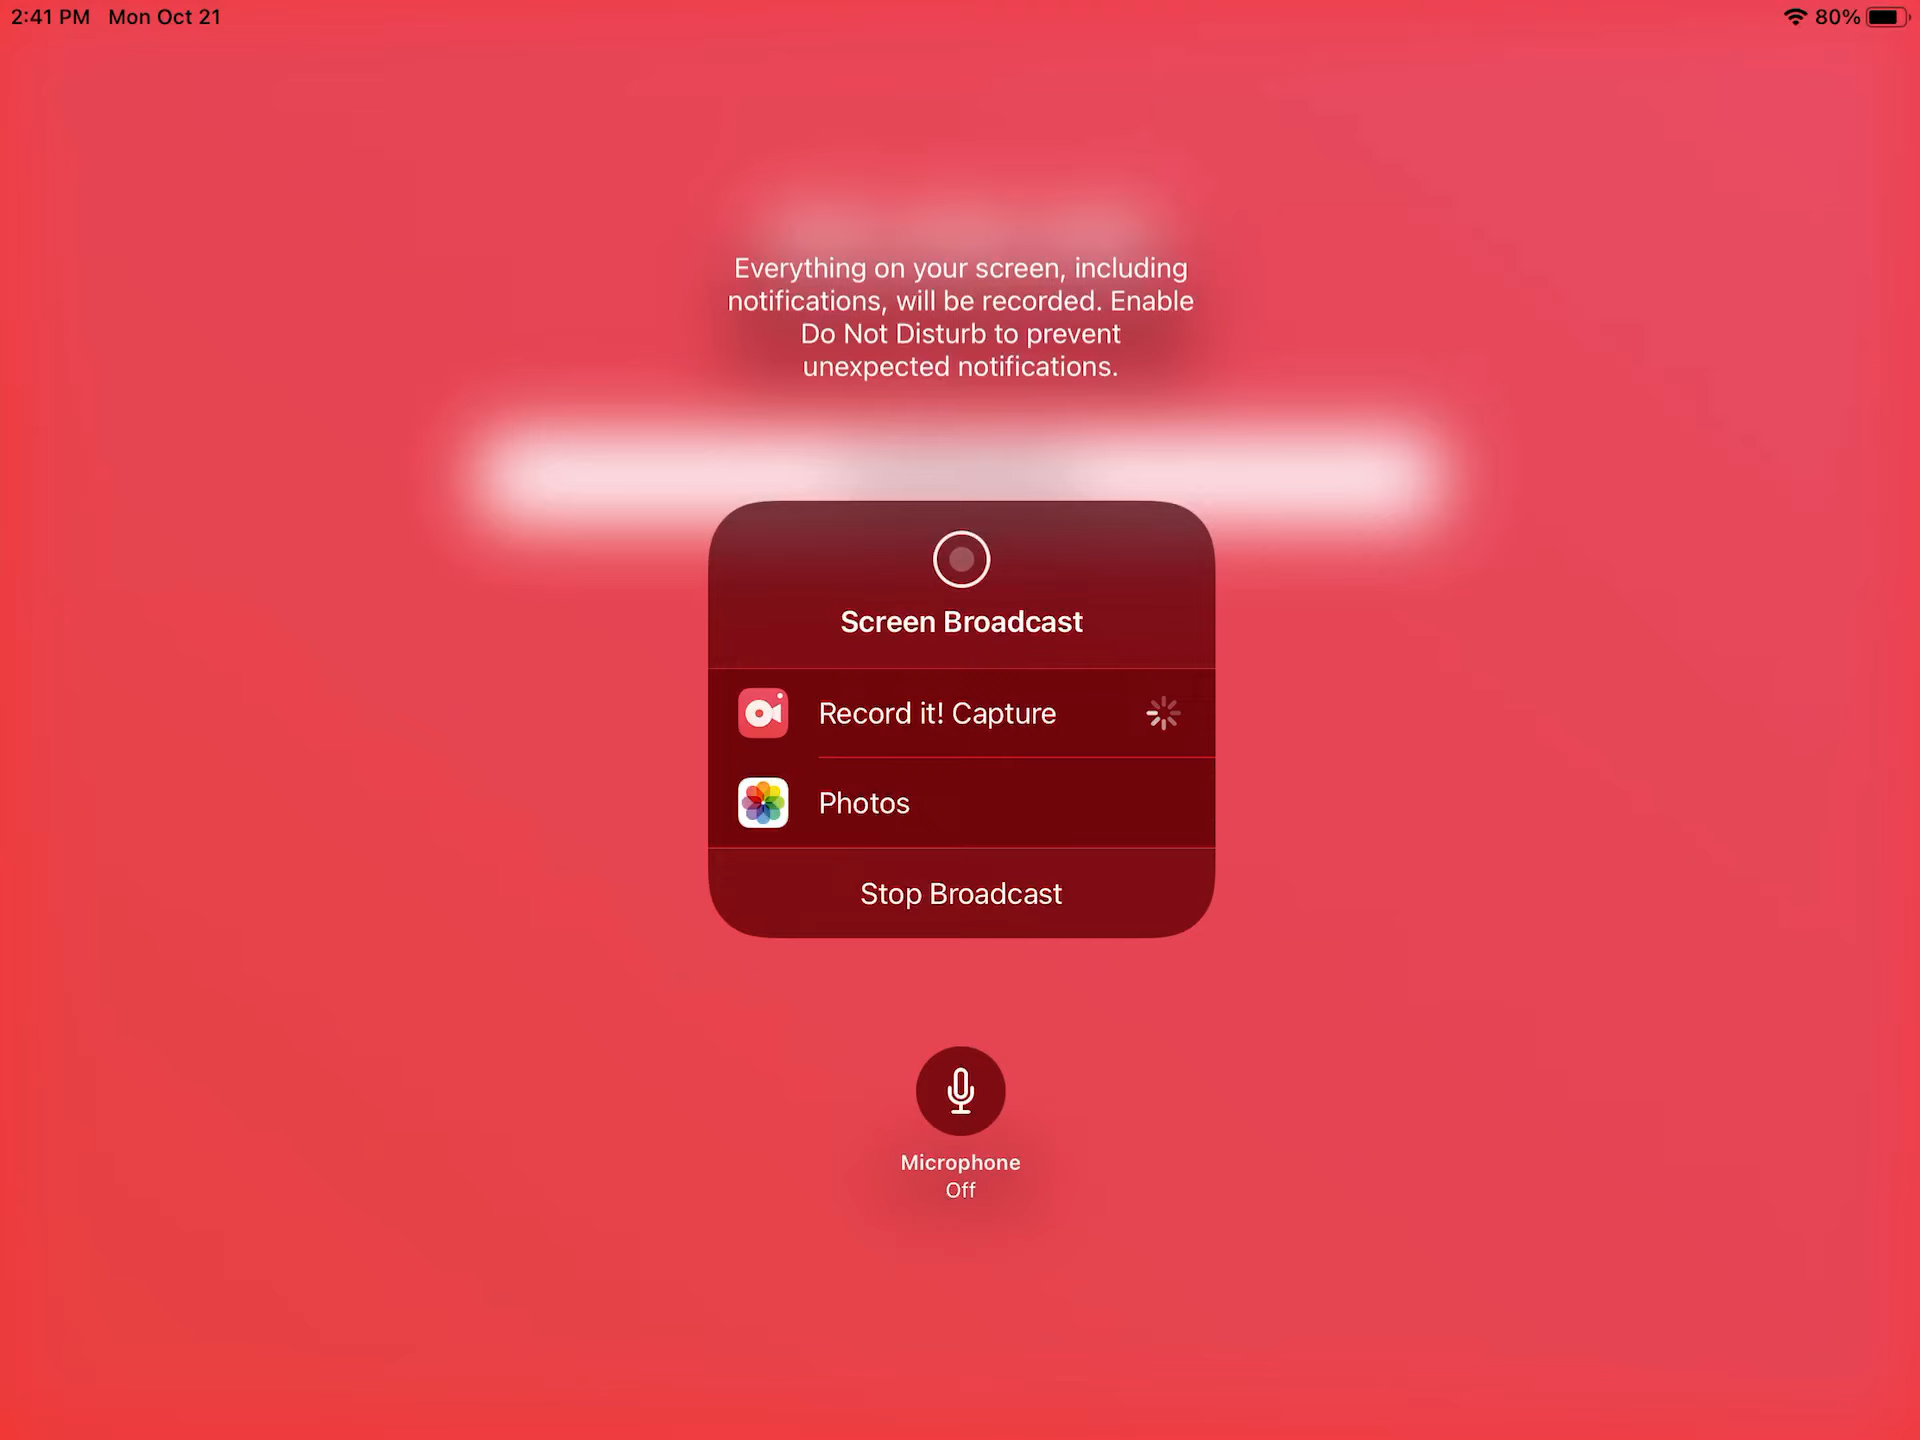 2:41 PM Mon Oct 21
80%
Everything on your screen, including
notifications, will be recorded. Enable
Do Not Disturb to prevent
unexpected notifications.
Screen Broadcast
Record it! Capture
Photos
Stop Broadcast
Microphone
Off